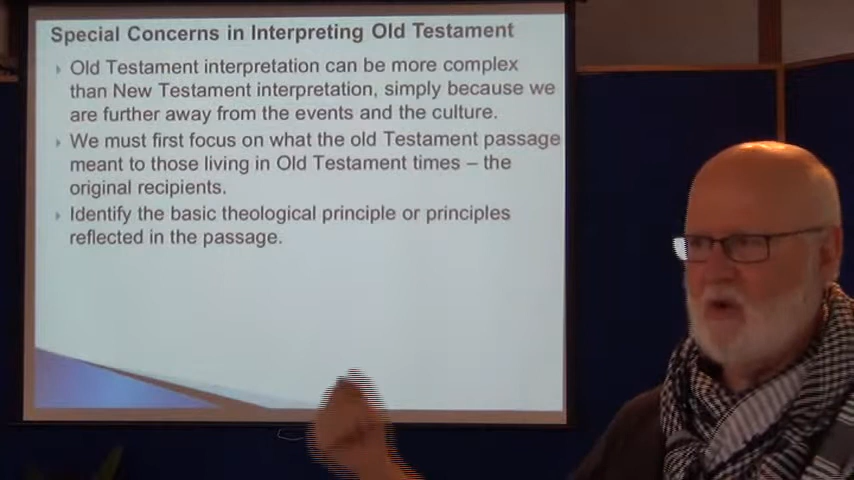 Special Concerns in Interpreting Old Testament
Old Testament interpretation can be more complex
than New Testament interpretation, simply because we
are further away from the events and the culture.
We must first focus on what the old Testament passage
meant to those living in Old Testament times – the
original recipients.
Identify the basic theological principle or principles
reflected in the passage.